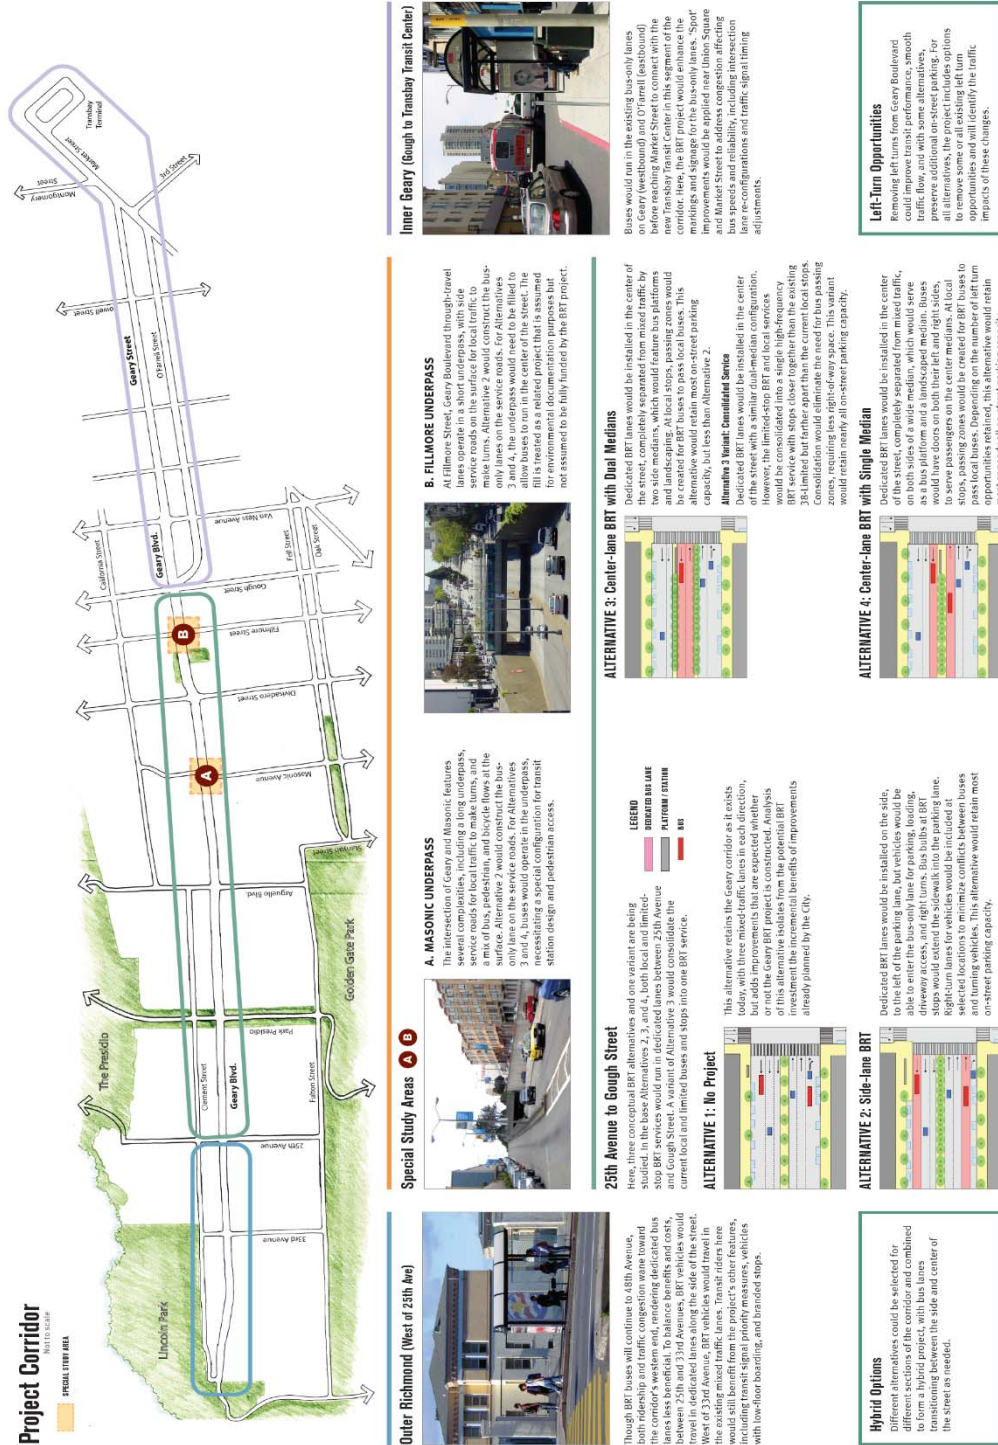 Project Corridor
Not to scale
SPECIAL STUDY AREA
Lincoln Park
The Presidio
Golden Gate Park
33rd Avenue
25th Avenue
Clement Street
Geary Blvd.
Fulton Street
Park Presidio
Arguello Blvd.
Stanyan Street
Masonic Avenue
A
Divisadero Street
B
Fillmore Street
Gough Street
California Street
Geary Blvd.
Van Ness Avenue
Fell Street
Oak Street
Geary Street
O'Farrell Street
Montgomery
Street
Market Street
3rd Street
Transbay
Terminal
Outer Richmond (West of 25th Ave)
Though BRT buses will continue to 48th Avenue,
both ridership and traffic congestion wane toward
the corridor's western end, rendering dedicated bus
lanes less beneficial. To balance benefits and costs,
between 25th and 33rd Avenues, BRT vehicles would
travel in dedicated lanes along the side of the street.
West of 33rd Avenue, BRT vehicles would travel in
the existing mixed traffic lanes. Transit riders here
would still benefit from the project's other features,
including transit signal priority measures, vehicles
with low-floor boarding, and branded stops.
Special Study Areas A B
A. MASONIC UNDERPASS
The intersection of Geary and Masonic features
several complexities, including a long underpass,
service roads for local traffic to make turns, and
a mix of bus, pedestrian, and bicycle flows at the
surface. Alternative 2 would construct the bus-
only lane on the service roads. For Alternatives
3 and 4, buses would operate in the underpass,
necessitating a special configuration for transit
station design and pedestrian access.
B. FILLMORE UNDERPASS
At Fillmore Street, Geary Boulevard through-travel
lanes operate in a short underpass, with side
service roads on the surface for local traffic to
make turns. Alternative 2 would construct the bus-
only lanes on the service roads. For Alternatives
3 and 4, the underpass would need to be filled to
allow buses to run in the center of the street. The
fill is treated as a related project that is assumed
for environmental documentation purposes but
not assumed to be fully funded by the BRT project.
Inner Geary (Gough to Transbay Transit Center)
Buses would run in the existing bus-only lanes
on Geary (westbound) and O'Farrell (eastbound)
before reaching Market Street to connect with the
new Transbay Transit Center in this segment of the
corridor. Here, the BRT project would enhance the
markings and signage for the bus-only lanes. 'Spot'
improvements would be applied near Union Square
and Market Street to address congestion affecting
bus speeds and reliability, including intersection
lane re-configurations and traffic signal timing
adjustments.
25th Avenue to Gough Street
Here, three conceptual BRT alternatives and one variant are being
studied. In the base Alternatives 2, 3, and 4, both local and limited-
stop BRT services would run in dedicated lanes between 25th Avenue
and Gough Street. A variant of Alternative 3 would consolidate the
current local and limited buses and stops into one BRT service.
LEGEND
DEDICATED BUS LANE
PLATFORM / STATION
BUS
ALTERNATIVE 1: No Project
This alternative retains the Geary corridor as it exists
today, with three mixed-traffic lanes in each direction,
but adds improvements that are expected whether
or not the Geary BRT project is constructed. Analysis
of this alternative isolates from the potential BRT
investment the incremental benefits of improvements
already planned by the City.
ALTERNATIVE 2: Side-lane BRT
Dedicated BRT lanes would be installed on the side,
to the left of the parking lane, but vehicles would be
able to enter the bus-only lane for parking, loading,
driveway access, and right turns. Bus bulbs at BRT
stops would extend the sidewalk into the parking lane.
Right-turn lanes for vehicles would be included at
selected locations to minimize conflicts between buses
and turning vehicles. This alternative would retain most
on-street parking capacity.
ALTERNATIVE 3: Center-lane BRT with Dual Medians
Dedicated BRT lanes would be installed in the center of
the street, completely separated from mixed traffic by
two side medians, which would feature bus platforms
and landscaping. At local stops, passing zones would
be created for BRT buses to pass local buses. This
alternative would retain most on-street parking
capacity, but less than Alternative 2.
Alternative 3 Variant: Consolidated Service
Dedicated BRT lanes would be installed in the center
of the street with a similar dual-median configuration.
However, the limited-stop BRT and local services
would be consolidated into a single high-frequency
BRT service with stops closer together than the existing
38-Limited but farther apart than the current local stops.
Consolidation would eliminate the need for bus passing
zones, requiring less right-of-way space. This variant
would retain nearly all on-street parking capacity.
ALTERNATIVE 4: Center-lane BRT with Single Median
Dedicated BRT lanes would be installed in the center
of the street, completely separated from mixed traffic,
on both sides of a wide median, which would serve
as a bus platform and a landscaped median. Buses
would have doors on both their left and right sides,
to serve passengers on the center medians. At local
stops, passing zones would be created for BRT buses to
pass local buses. Depending on the number of left turn
opportunities retained, this alternative would retain
Hybrid Options
Different alternatives could be selected for
different sections of the corridor and combined
to form a hybrid project, with bus lanes
transitioning between the side and center of
the street as needed.
Left-Turn Opportunities
Removing left turns from Geary Boulevard
could improve transit performance, smooth
traffic flow, and with some alternatives,
preserve additional on-street parking. For
all alternatives, the project includes options
to remove some or all existing left turn
opportunities and will identify the traffic
impacts of these changes.